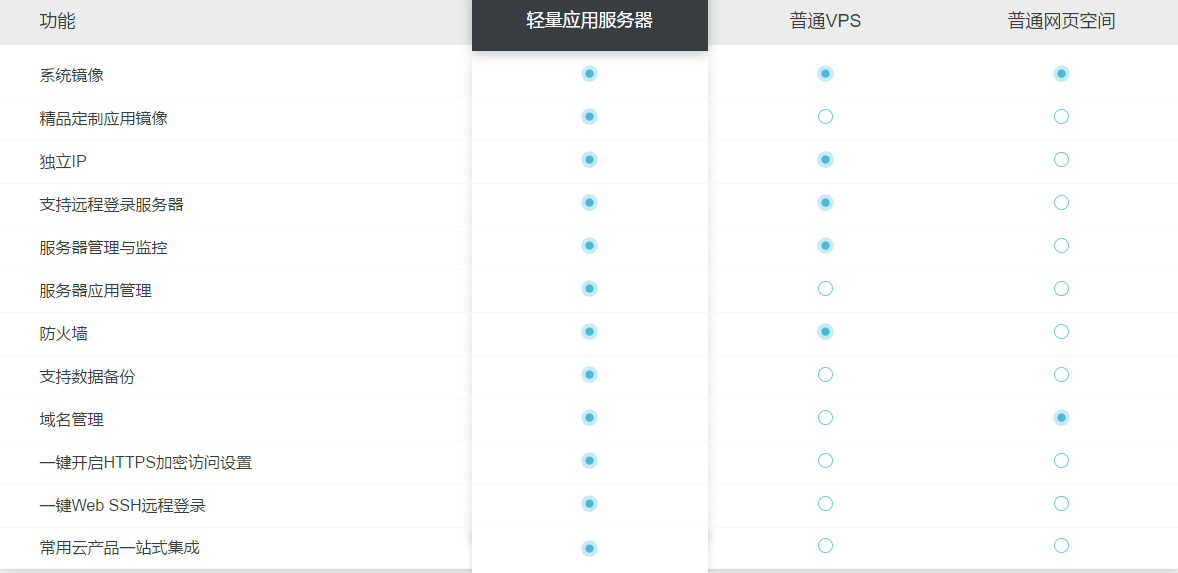 功能 轻量应用服务器 普通VPS 普通网页空间
系统镜像
精品定制应用镜像
独立IP
支持远程登录服务器
服务器管理与监控
服务器应用管理
防火墙
支持数据备份
域名管理
一键开启HTTPS加密访问设置
一键Web SSH远程登录
常用云产品一站式集成